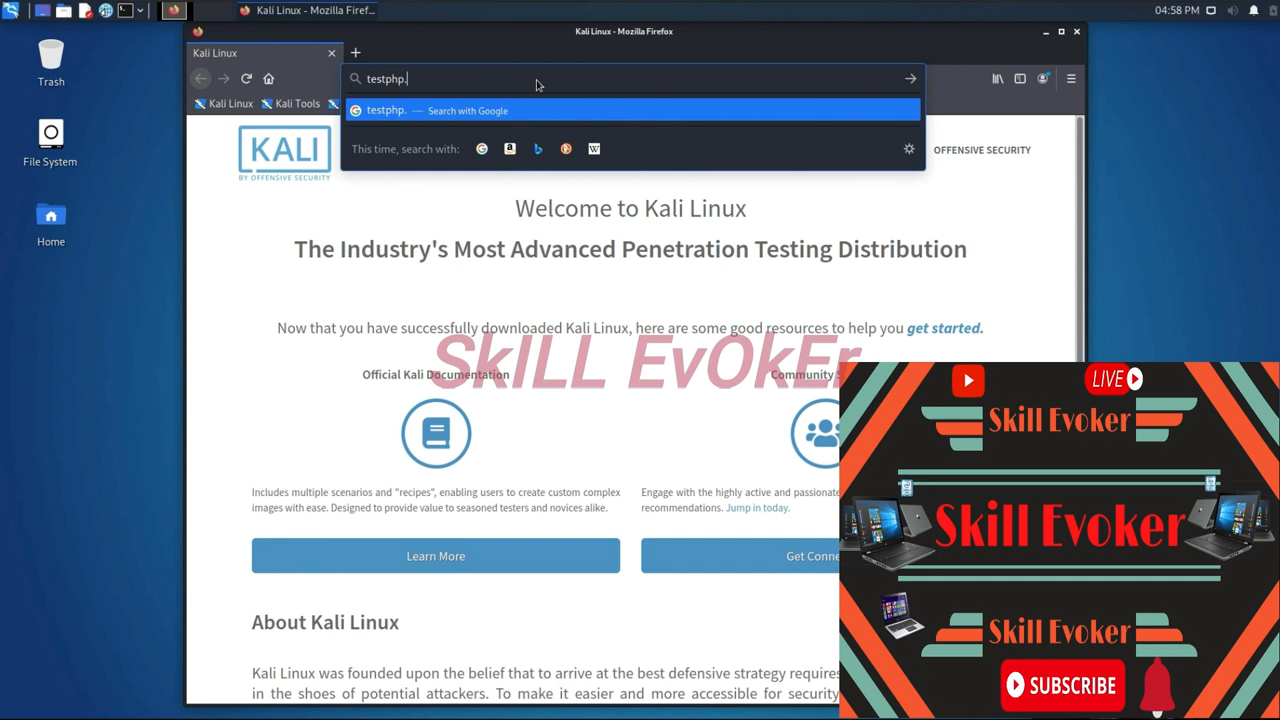 Kali Linux - Mozilla Firef...
04:58 PM
Trash
File System
Home
Kali Linux - Mozilla Firefox
Kali Linux
testphp.
Kali Linux
Kali Tools
testphp. — Search with Google
This time, search with:
KALI
BY OFFENSIVE SECURITY
OFFENSIVE SECURITY
Welcome to Kali Linux
The Industry's Most Advanced Penetration Testing Distribution
Now that you have successfully downloaded Kali Linux, here are some good resources to help you get started.
SkILL EvOkEr
Official Kali Documentation
Community
Includes multiple scenarios and "recipes", enabling users to create custom complex
images with ease. Designed to provide value to seasoned testers and novices alike.
Engage with the highly active and passionate
recommendations. Jump in today.
Learn More
Get Conne
About Kali Linux
Kali Linux was founded upon the belief that to arrive at the best defensive strategy requires
in the shoes of potential attackers. To make it easier and more accessible for security
LIVE
Skill Evoker
Skill Evoker
Skill Evoker
SUBSCRIBE